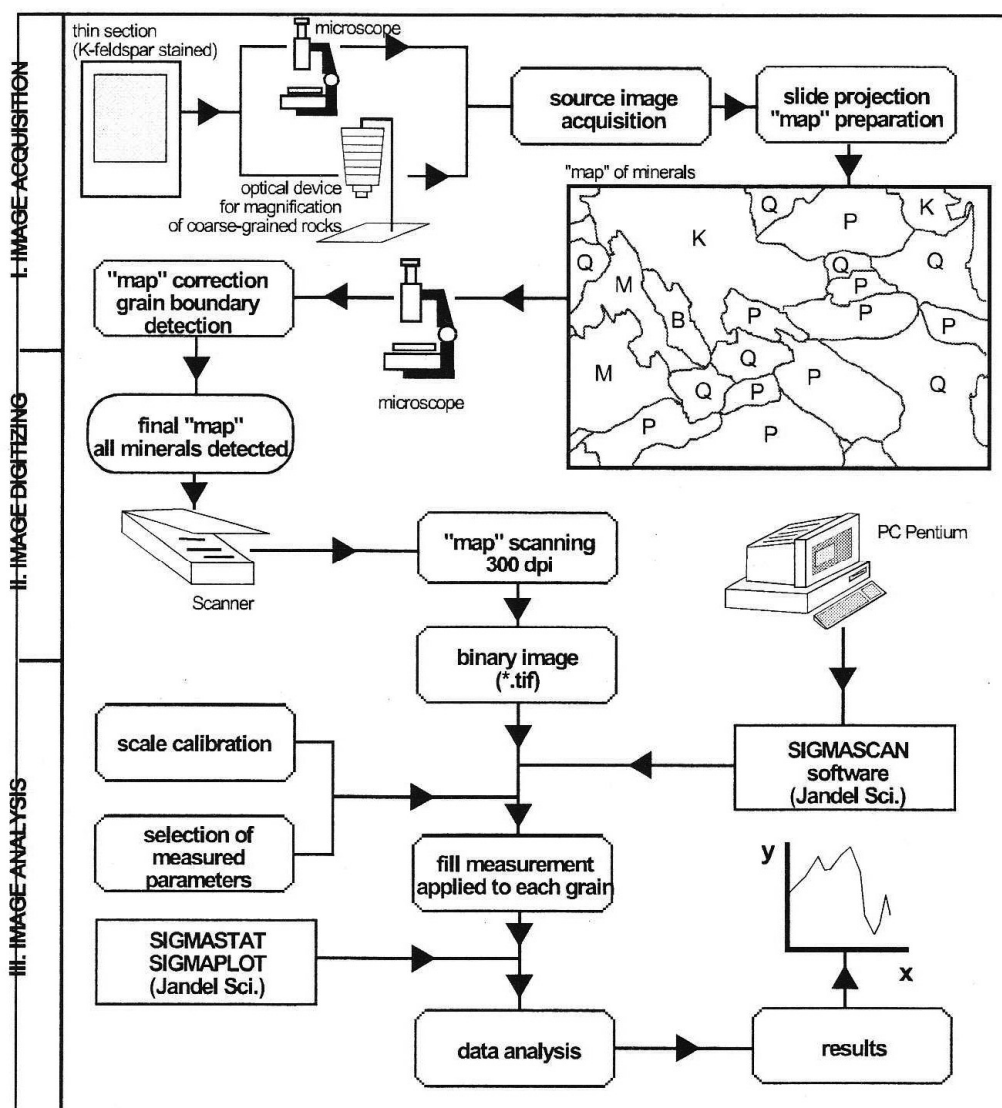 I. IMAGE ACQUISITION
thin section
(K-feldspar stained)
microscope
optical device
for magnification
of coarse-grained rocks
source image
acquisition
slide projection
"map" preparation
"map" of minerals
Q
P
K
K
Q
Q
Q
M
P
B
P
P
P
Q
M
P
Q
Q
P
P
P
"map" correction
grain boundary
detection
microscope
II. IMAGE DIGITIZING
final "map"
all minerals detected
Scanner
"map" scanning
300 dpi
PC Pentium
binary image
(*.tif)
III. IMAGE ANALYSIS
scale calibration
SIGMASCAN
software
(Jandel Sci.)
selection of
measured
parameters
fill measurement
applied to each grain
y
x
SIGMASTAT
SIGMAPLOT
(Jandel Sci.)
data analysis
results